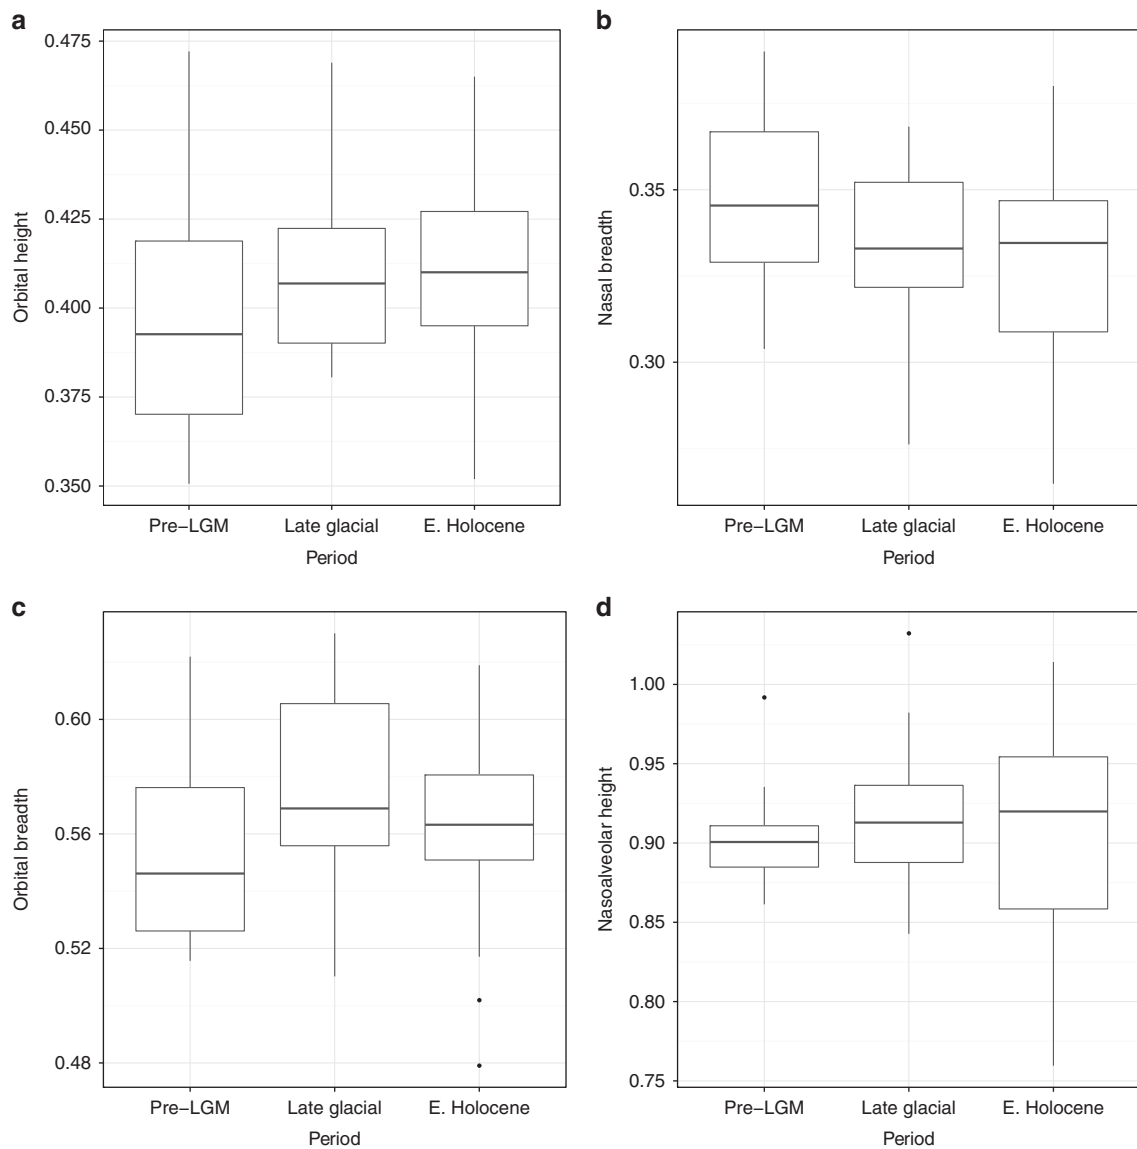 a
0.475
0.450
0.425
0.400
0.375
0.350
Orbital height
Pre–LGM Late glacial E. Holocene
Period
b
0.35
0.30
Nasal breadth
Pre–LGM Late glacial E. Holocene
Period
c
0.60
0.56
0.52
0.48
Orbital breadth
Pre–LGM Late glacial E. Holocene
Period
d
1.00
0.95
0.90
0.85
0.80
0.75
Nasoalveolar height
Pre–LGM Late glacial E. Holocene
Period